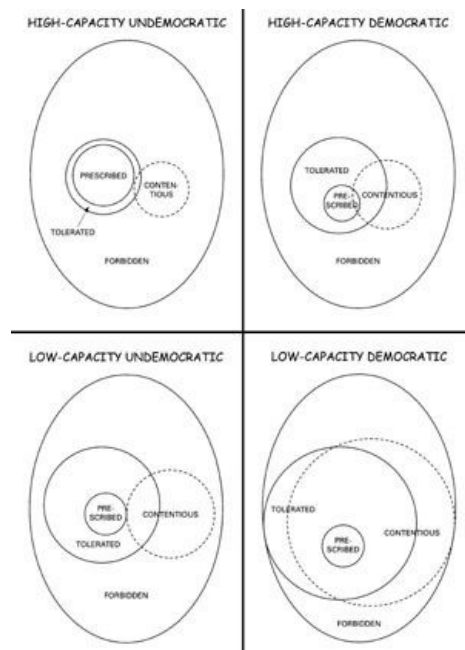 HIGH-CAPACITY UNDEMOCRATIC
PRESCRIBED
CONTEN-
TIOUS
TOLERATED
FORBIDDEN
HIGH-CAPACITY DEMOCRATIC
TOLERATED
PRE-
SCRIBED
CONTENTIOUS
FORBIDDEN
LOW-CAPACITY UNDEMOCRATIC
PRE-
SCRIBED
CONTENTIOUS
TOLERATED
FORBIDDEN
LOW-CAPACITY DEMOCRATIC
TOLERATED
CONTENTIOUS
PRE-
SCRIBED
FORBIDDEN